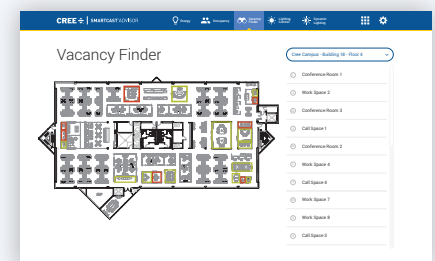 CREE | SMARTCAST ADVISOR
Energy
Occupancy
Vacancy Finder
Lighting Control
Dynamic Lighting
Vacancy Finder
Cree Campus - Building 18 - Floor 4
Conference Room 1
Work Space 2
Conference Room 3
Call Space 1
Conference Room 2
Work Space 4
Call Space 4
Work Space 7
Work Space 8
Call Space 3